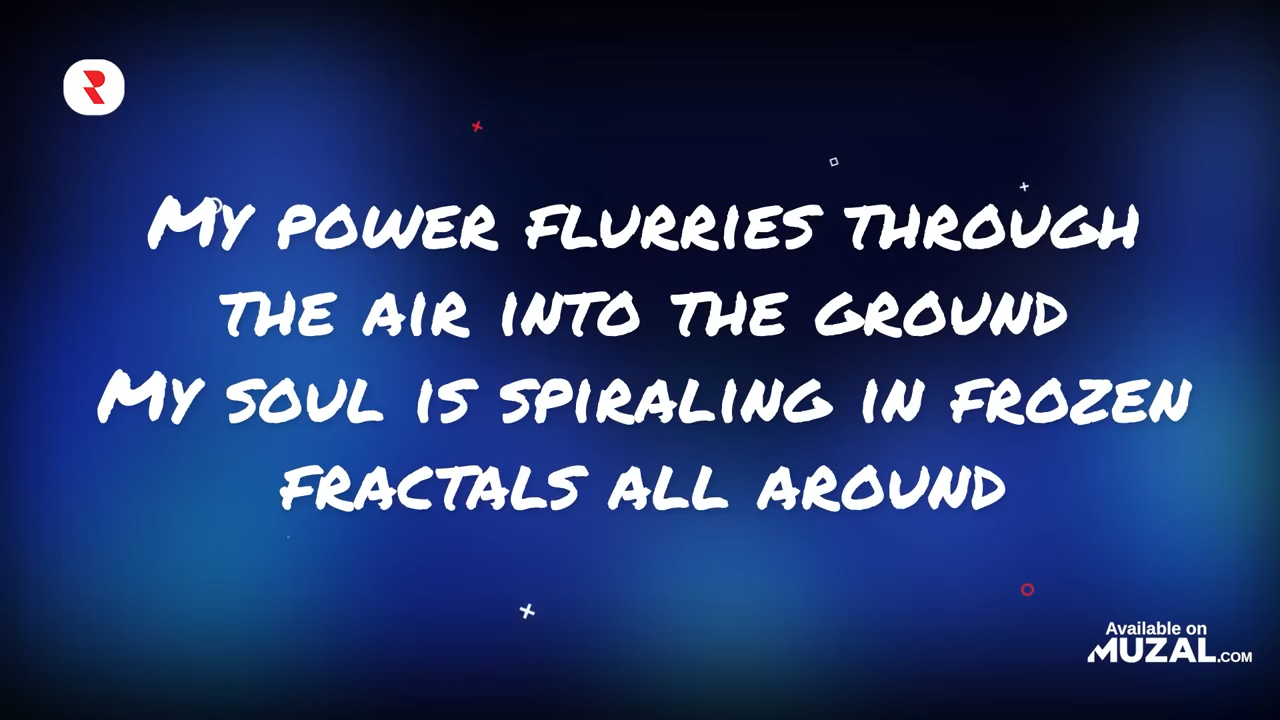 My power flurries through
the air into the ground
My soul is spiraling in frozen
fractals all around
Available on
MUZAL.COM